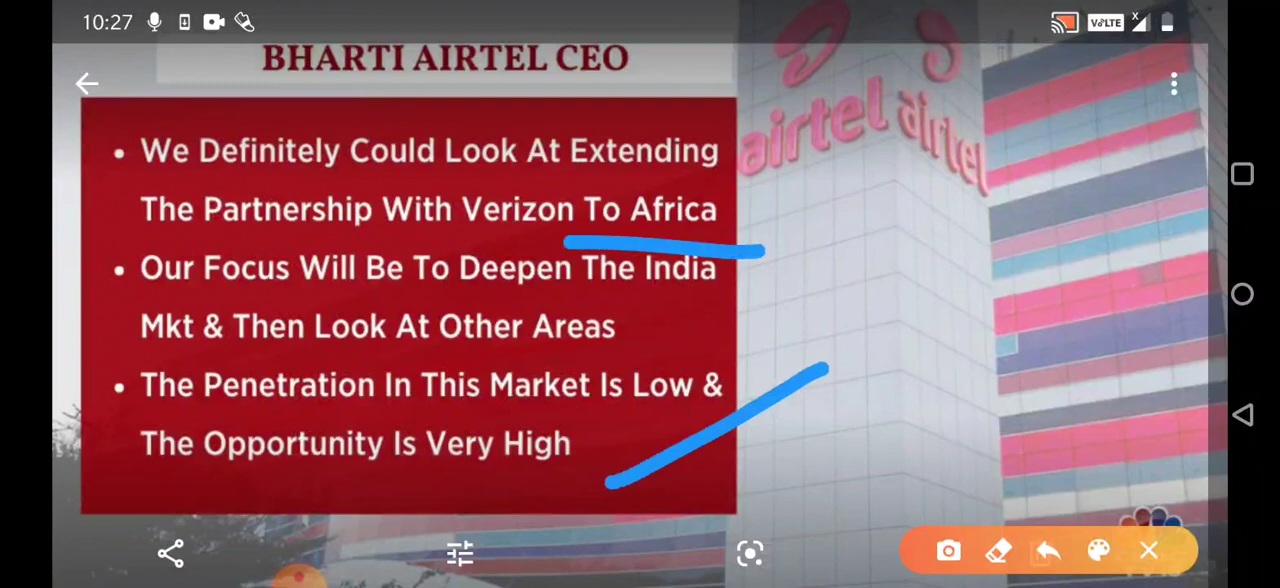 10:27
VoLTE
X
BHARTI AIRTEL CEO
• We Definitely Could Look At Extending
The Partnership With Verizon To Africa
• Our Focus Will Be To Deepen The India
Mkt & Then Look At Other Areas
• The Penetration In This Market Is Low &
The Opportunity Is Very High
airtel
airtel